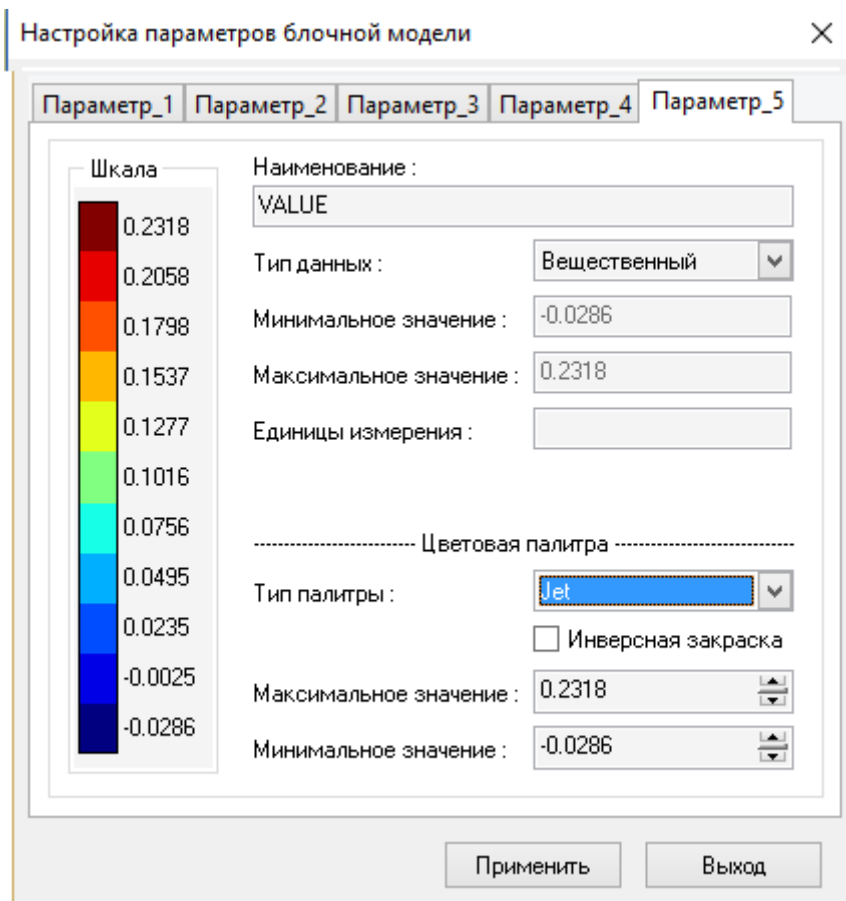 Настройка параметров блочной модели
Параметр_1 Параметр_2 Параметр_3 Параметр_4 Параметр_5
Шкала
0.2318
0.2058
0.1798
0.1537
0.1277
0.1016
0.0756
0.0495
0.0235
-0.0025
-0.0286
Наименование :
VALUE
Тип данных : Вещественный
Минимальное значение : -0.0286
Максимальное значение : 0.2318
Единицы измерения :
Цветовая палитра
Тип палитры : Jet
Инверсная закраска
Максимальное значение : 0.2318
Минимальное значение : -0.0286
Применить Выход